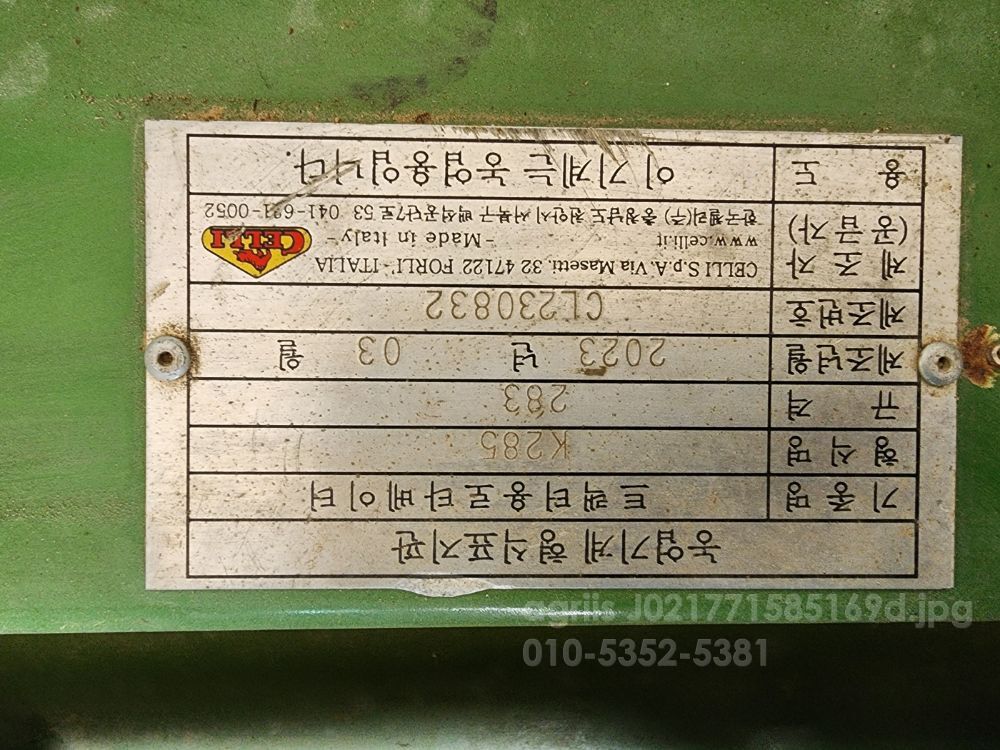 농업기계 형식표지판
기종명 트랙터용로타베이터
형식명 K285
규격 283
제조년월 2023 년 03 월
제조번호 CL230832
제조자 (공급자)
CELLI S.p.A. Via Masetti. 32 47122 FORLI - ITALIA
www.celli.it -Made in Italy-
CELLI
한국첼리(주) 충청남도 천안시 서북구 백석공단7로 53 041-621-0052
용도 이 기계는 농업용입니다.
J021771585169d.jpg
010-5352-5381